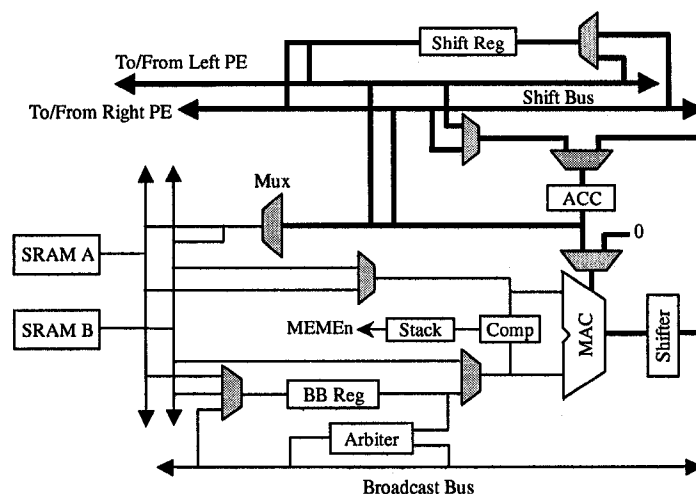 Shift Reg
To/From Left PE
Shift Bus
To/From Right PE
Mux
ACC
0
SRAM A
SRAM B
MEMEn
Stack
Comp
MAC
Shifter
BB Reg
Arbiter
Broadcast Bus